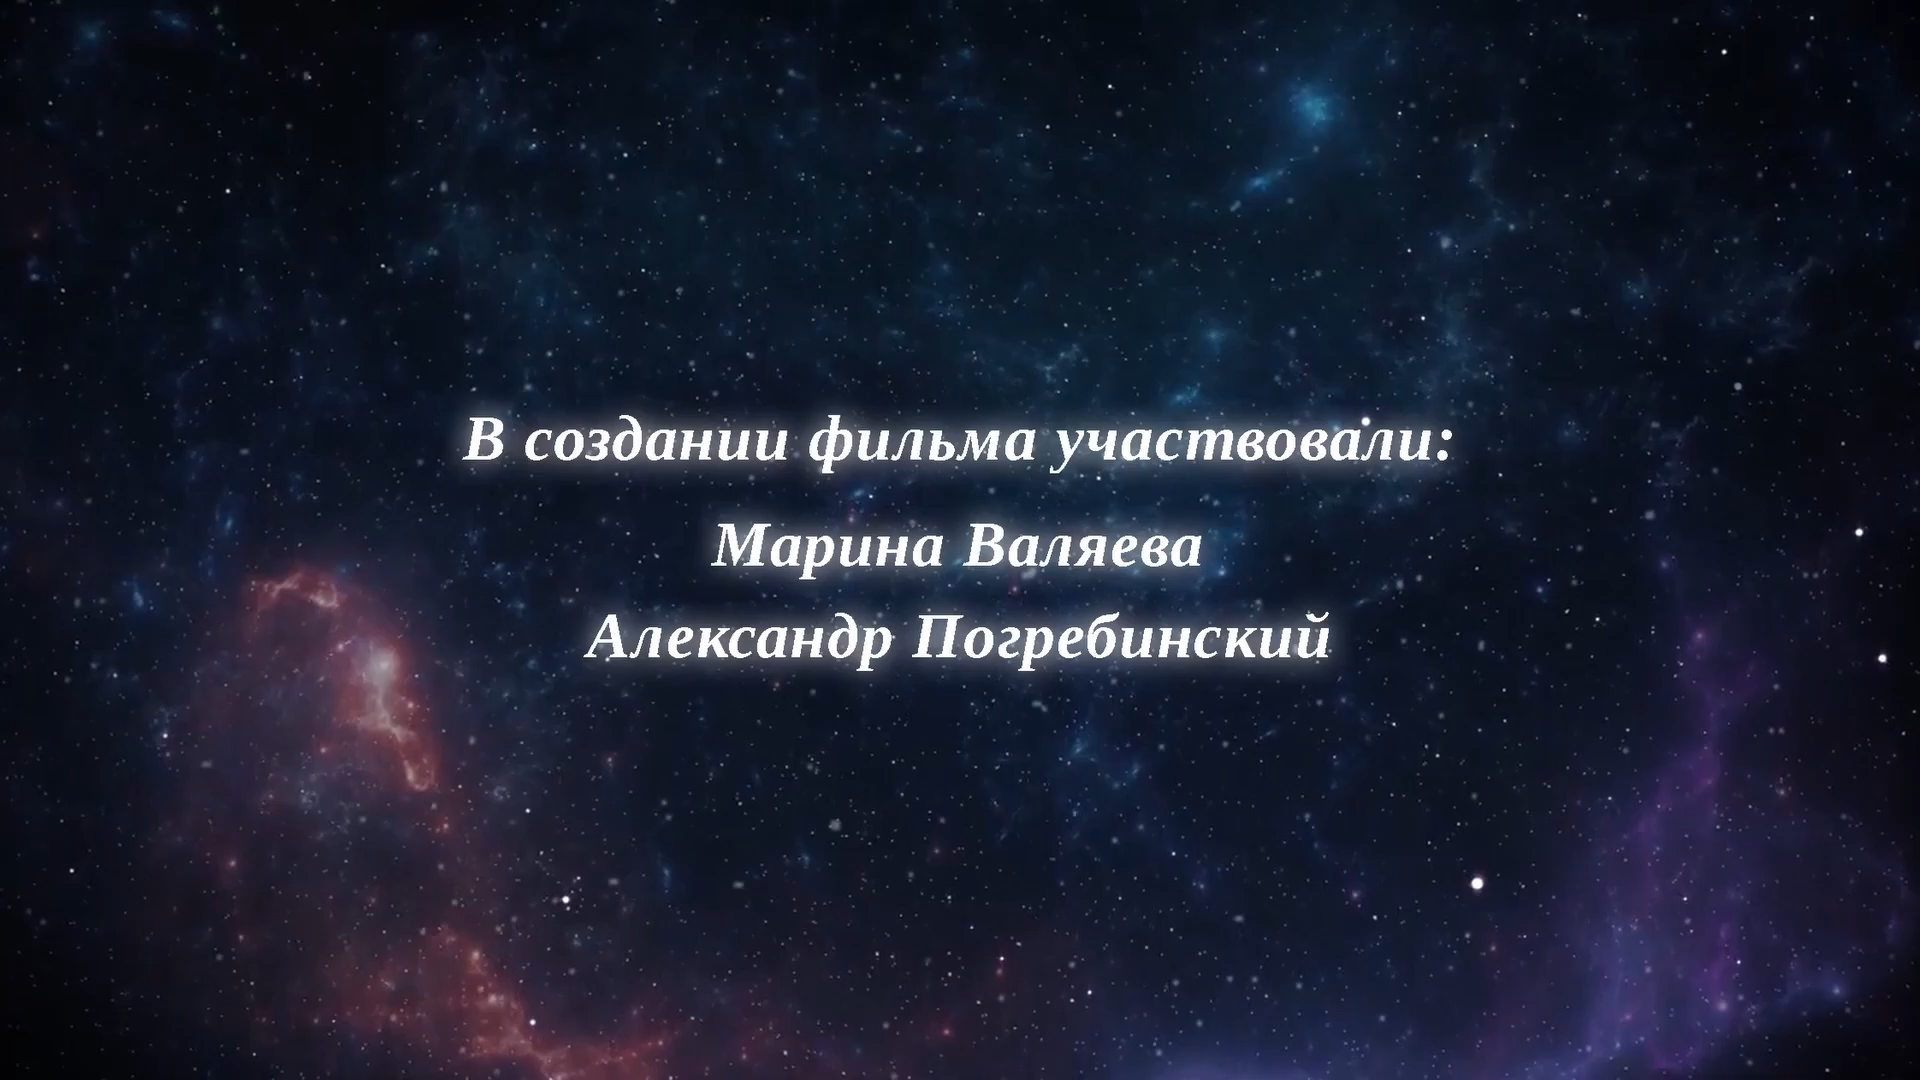 В создании фильма участвовали:
Марина Валяева
Александр Погребинский